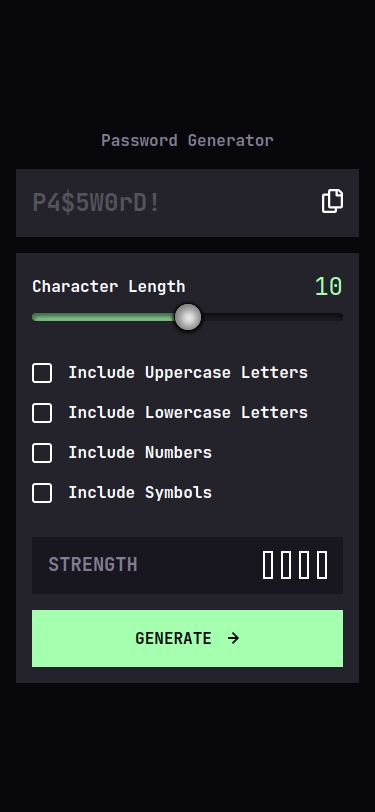 Password Generator
P4$5W0rD!
Character Length 10
Include Uppercase Letters
Include Lowercase Letters
Include Numbers
Include Symbols
STRENGTH
GENERATE →